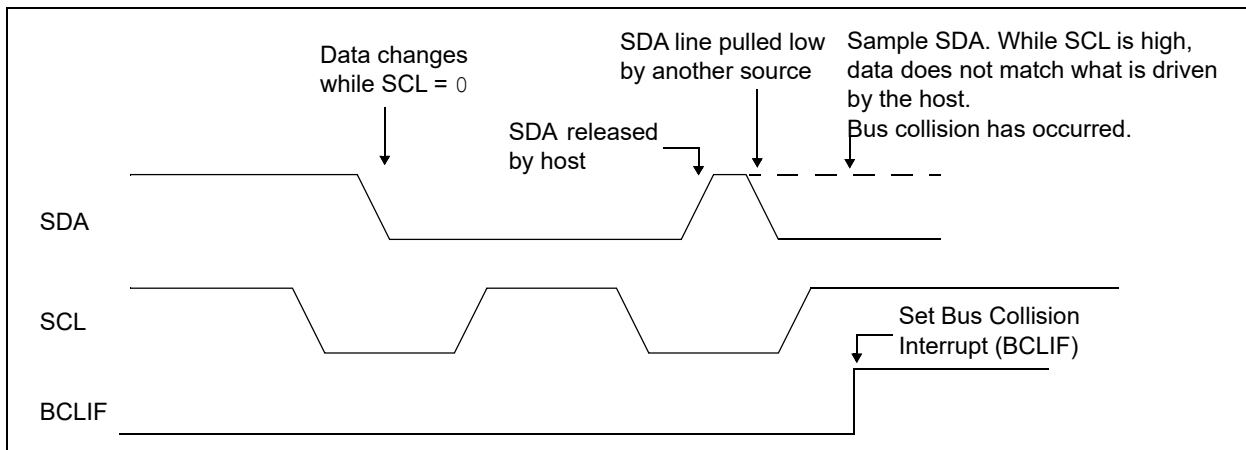 Data changes
while SCL = 0
SDA line pulled low
by another source
Sample SDA. While SCL is high,
data does not match what is driven
by the host.
Bus collision has occurred.
SDA released
by host
SDA
SCL
Set Bus Collision
Interrupt (BCLIF)
BCLIF